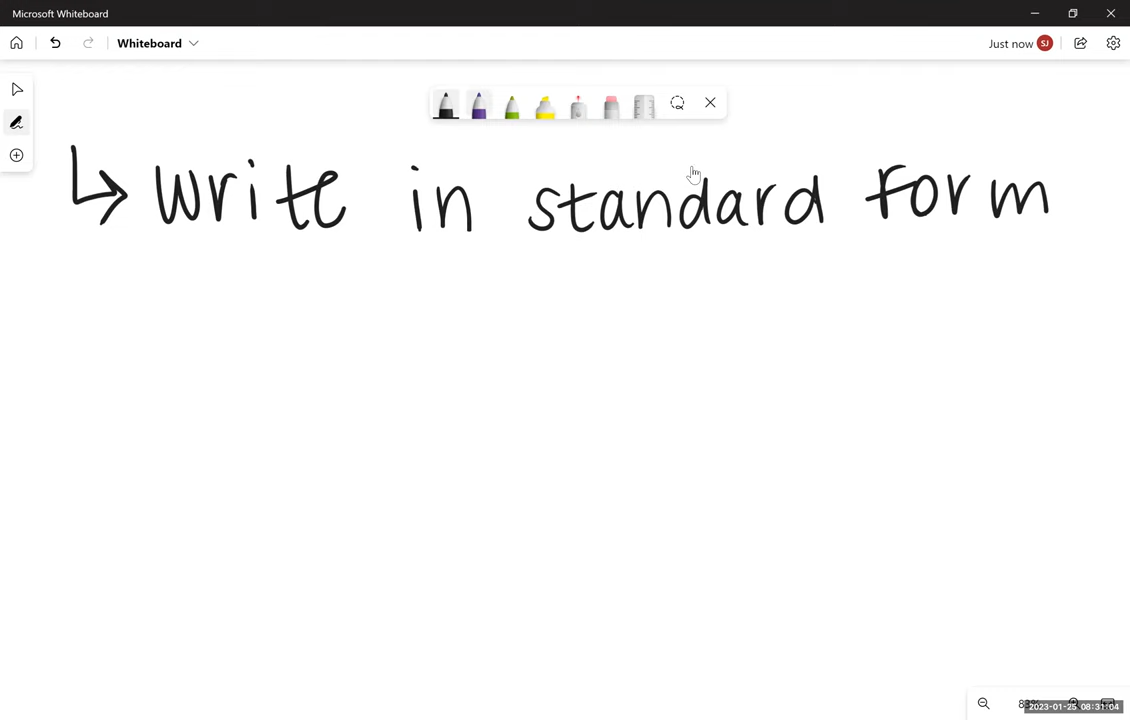 Microsoft Whiteboard
Whiteboard
Just now SJ
↳ write in standard form
2023-01-25 08:31:04